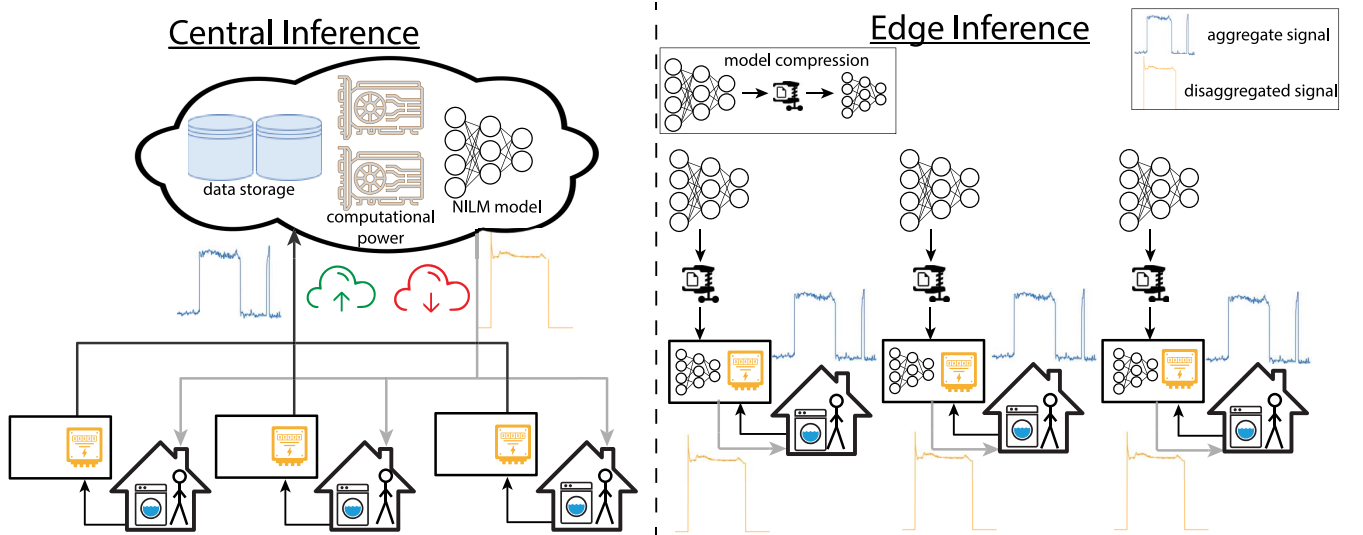 Central Inference
data storage
computational
power
NILM model
Edge Inference
model compression
aggregate signal
disaggregated signal